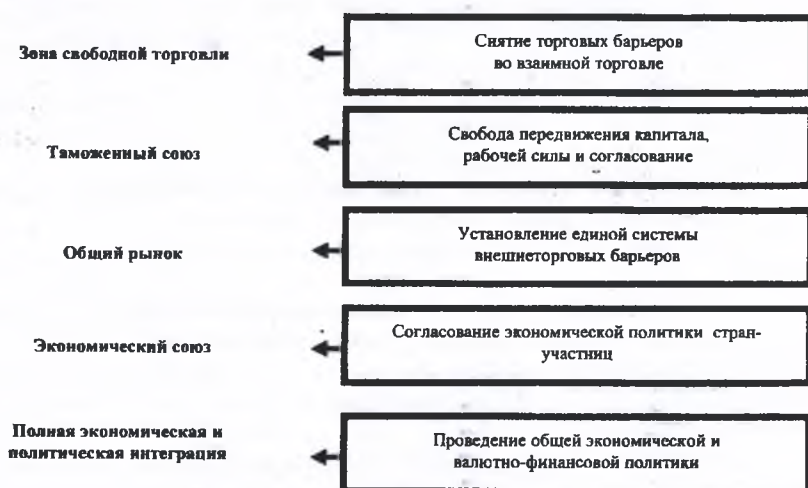 Зона свободной торговли
Снятие торговых барьеров
во взаимной торговле
Таможенный союз
Свобода передвижения капитала,
рабочей силы и согласование
Общий рынок
Установление единой системы
внешнеторговых барьеров
Экономический союз
Согласование экономической политики стран-
участниц
Полная экономическая и
политическая интеграция
Проведение общей экономической и
валютно-финансовой политики